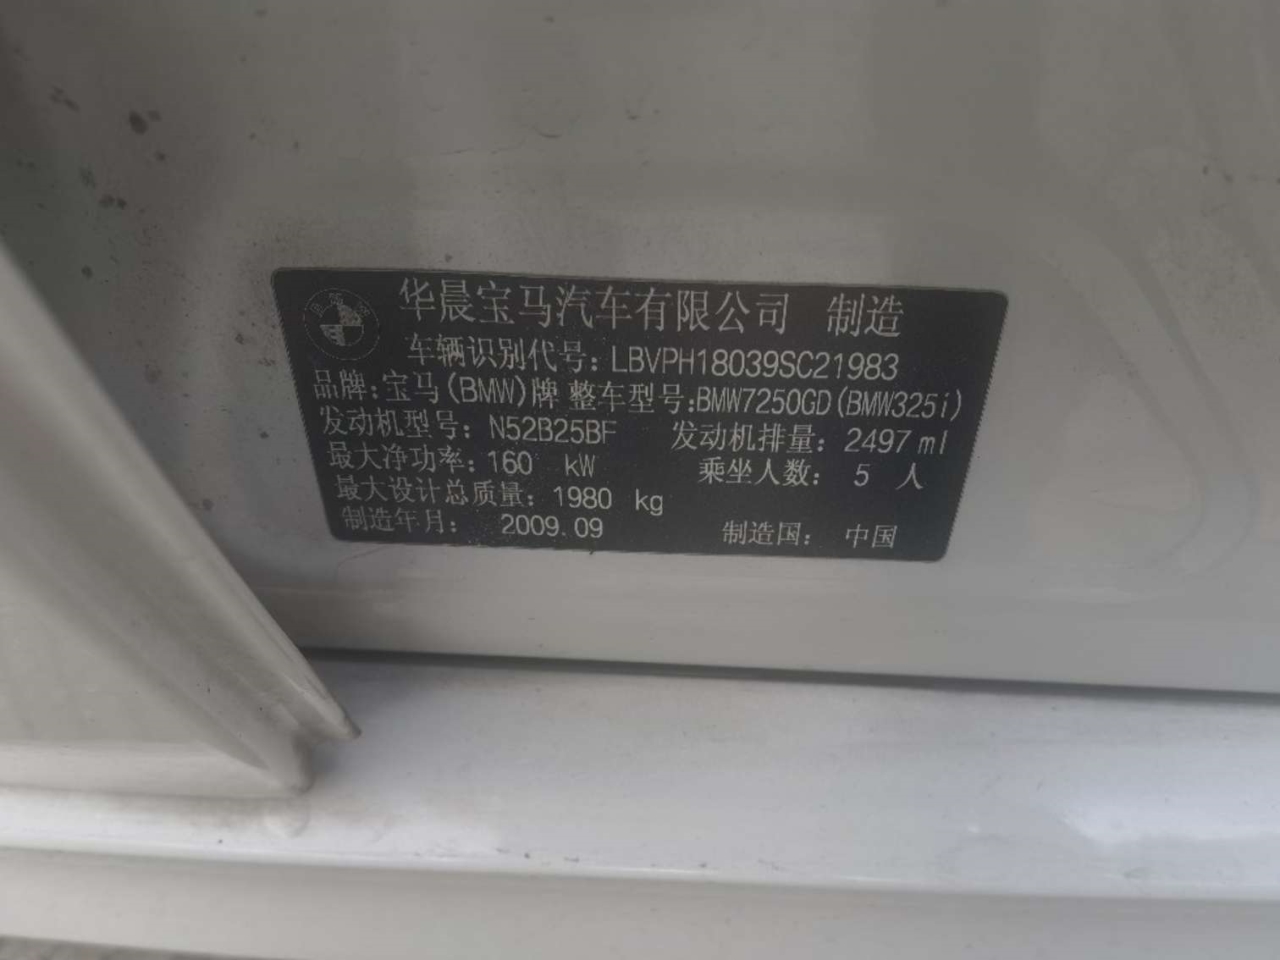 华晨宝马汽车有限公司 制造
车辆识别代号：LBVPH18039SC21983
品牌：宝马(BMW)牌 整车型号：BMW7250GD(BMW325i)
发动机型号：N52B25BF 发动机排量：2497ml
最大净功率：160 kW 乘坐人数：5 人
最大设计总质量：1980 kg
制造年月：2009.09 制造国：中国